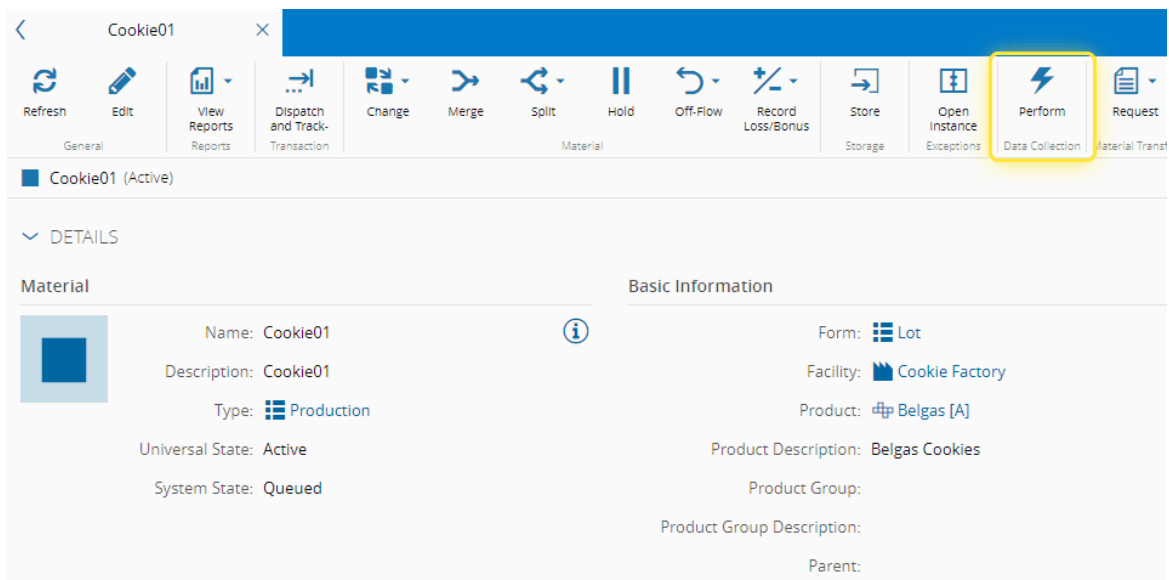 Cookie01
Refresh Edit View Reports Dispatch and Track- Change Merge Split Hold Off-Flow Record Loss/Bonus Store Open Instance Perform Request
General Reports Transaction Material Storage Exceptions Data Collection Material Transf
Cookie01 (Active)
DETAILS
Material
Name: Cookie01
Description: Cookie01
Type: Production
Universal State: Active
System State: Queued
Basic Information
Form: Lot
Facility: Cookie Factory
Product: Belgas [A]
Product Description: Belgas Cookies
Product Group:
Product Group Description:
Parent: